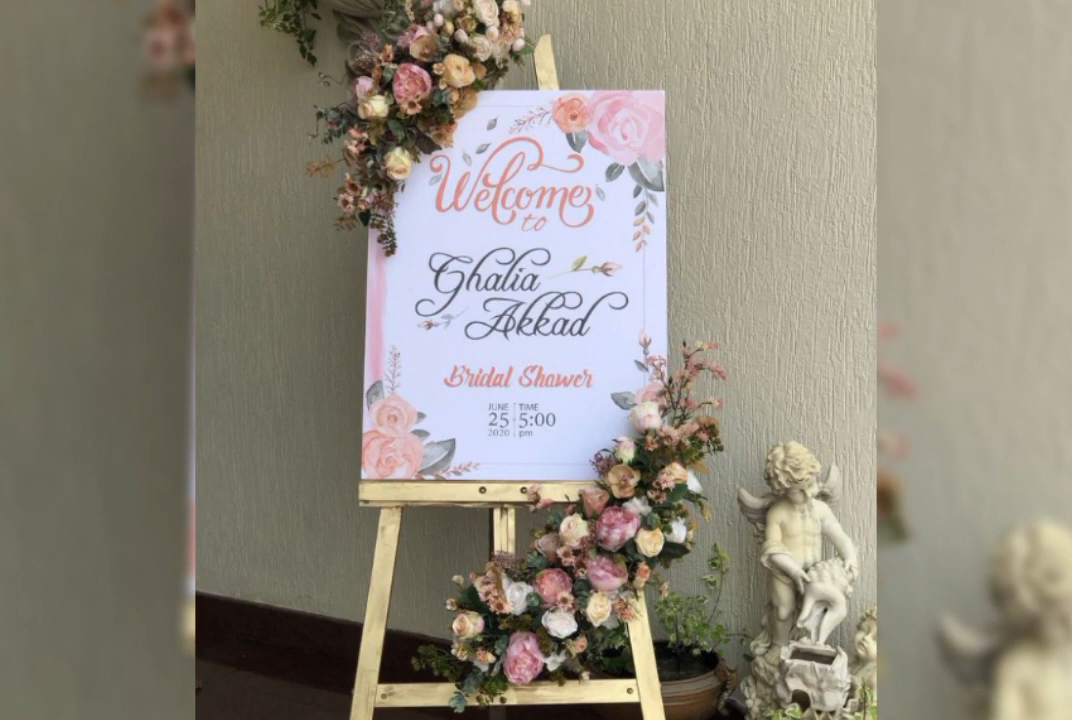 Welcome
to
Ghalia
Akkad
Bridal Shower
JUNE TIME
25 5:00
2020 pm